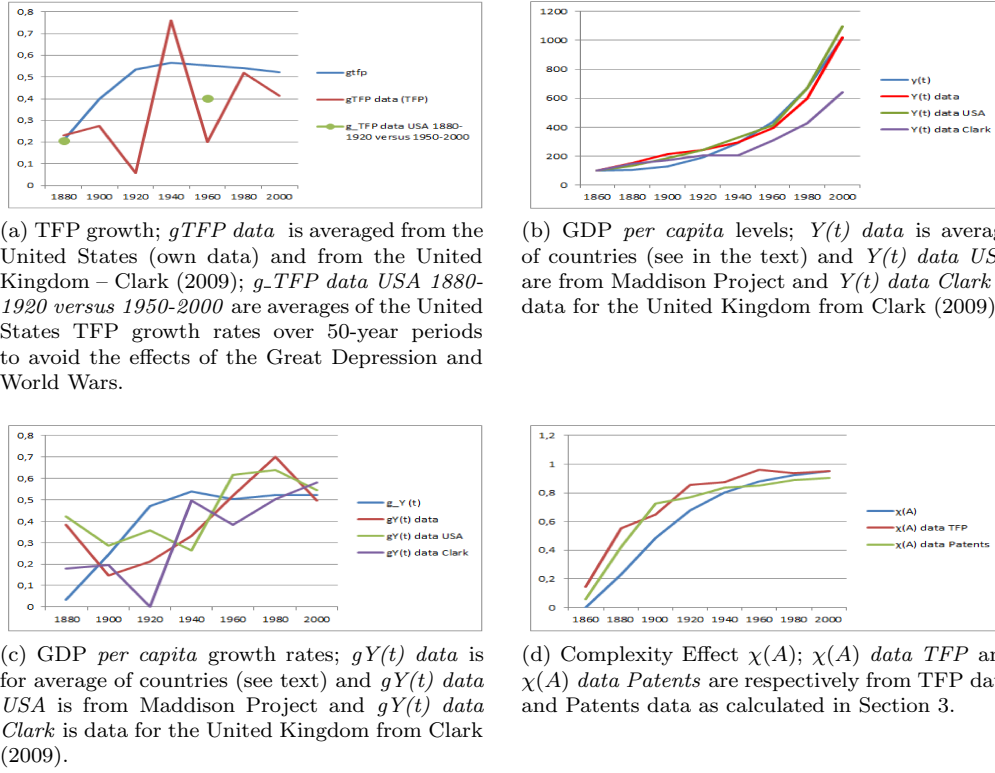 0,8
0,7
0,6
0,5
0,4
0,3
0,2
0,1
0
1880 1900 1920 1940 1960 1980 2000
gtfp
gTFP data (TFP)
g_TFP data USA 1880-
1920 versus 1950-2000
(a) TFP growth; gTFP data is averaged from the
United States (own data) and from the United
Kingdom – Clark (2009); g_TFP data USA 1880-
1920 versus 1950-2000 are averages of the United
States TFP growth rates over 50-year periods
to avoid the effects of the Great Depression and
World Wars.
1200
1000
800
600
400
200
0
1860 1880 1900 1920 1940 1960 1980 2000
y(t)
Y(t) data
Y(t) data USA
Y(t) data Clark
(b) GDP per capita levels; Y(t) data is averag
of countries (see in the text) and Y(t) data US
are from Maddison Project and Y(t) data Clark
data for the United Kingdom from Clark (2009)
0,8
0,7
0,6
0,5
0,4
0,3
0,2
0,1
0
1880 1900 1920 1940 1960 1980 2000
g_Y (t)
gY(t) data
gY(t) data USA
gY(t) data Clark
(c) GDP per capita growth rates; gY(t) data is
for average of countries (see text) and gY(t) data
USA is from Maddison Project and gY(t) data
Clark is data for the United Kingdom from Clark
(2009).
1,2
1
0,8
0,6
0,4
0,2
0
1860 1880 1900 1920 1940 1960 1980 2000
χ(A)
χ(A) data TFP
χ(A) data Patents
(d) Complexity Effect χ(A); χ(A) data TFP an
χ(A) data Patents are respectively from TFP dat
and Patents data as calculated in Section 3.